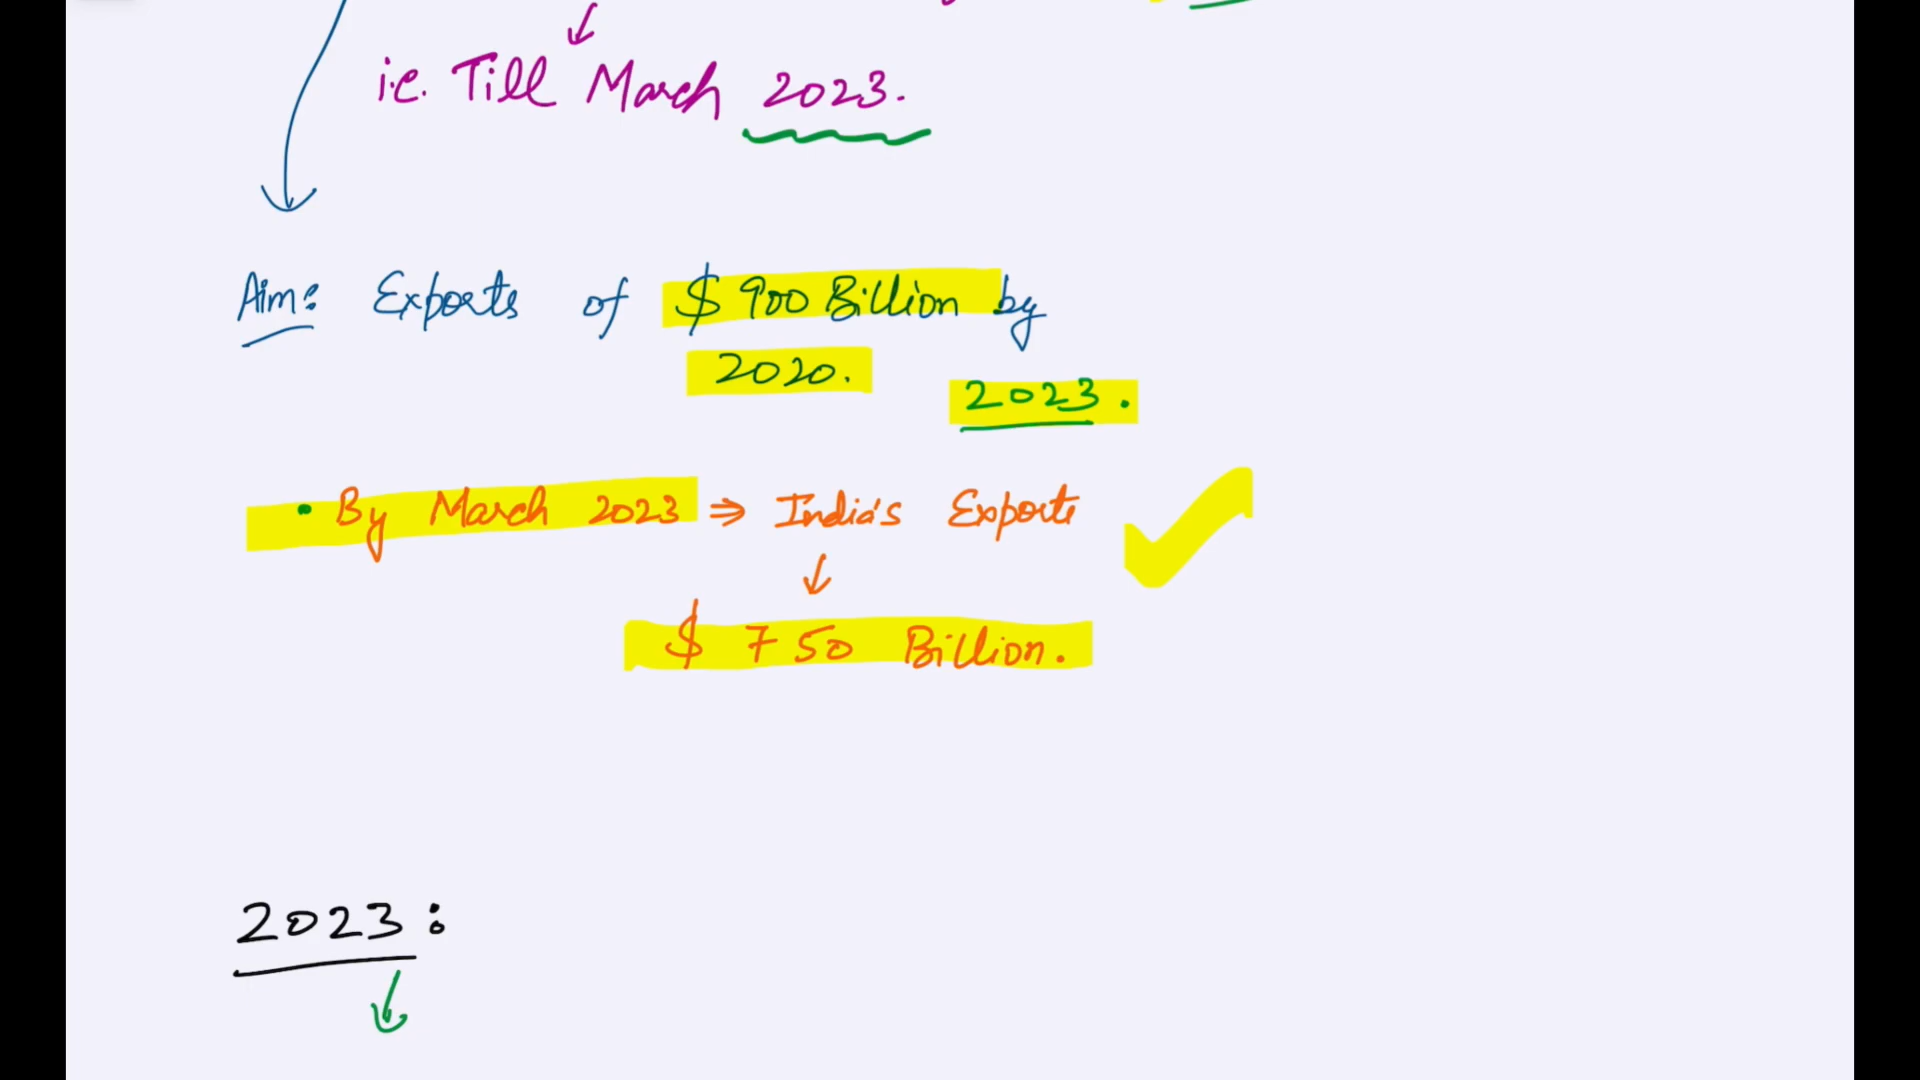 i.e. Till March 2023.
Aim: Exports of $ 900 Billion by
2020.
2023.
• By March 2023 ⇒ India's Exports
↓
$ 750 Billion.
2023:
↓